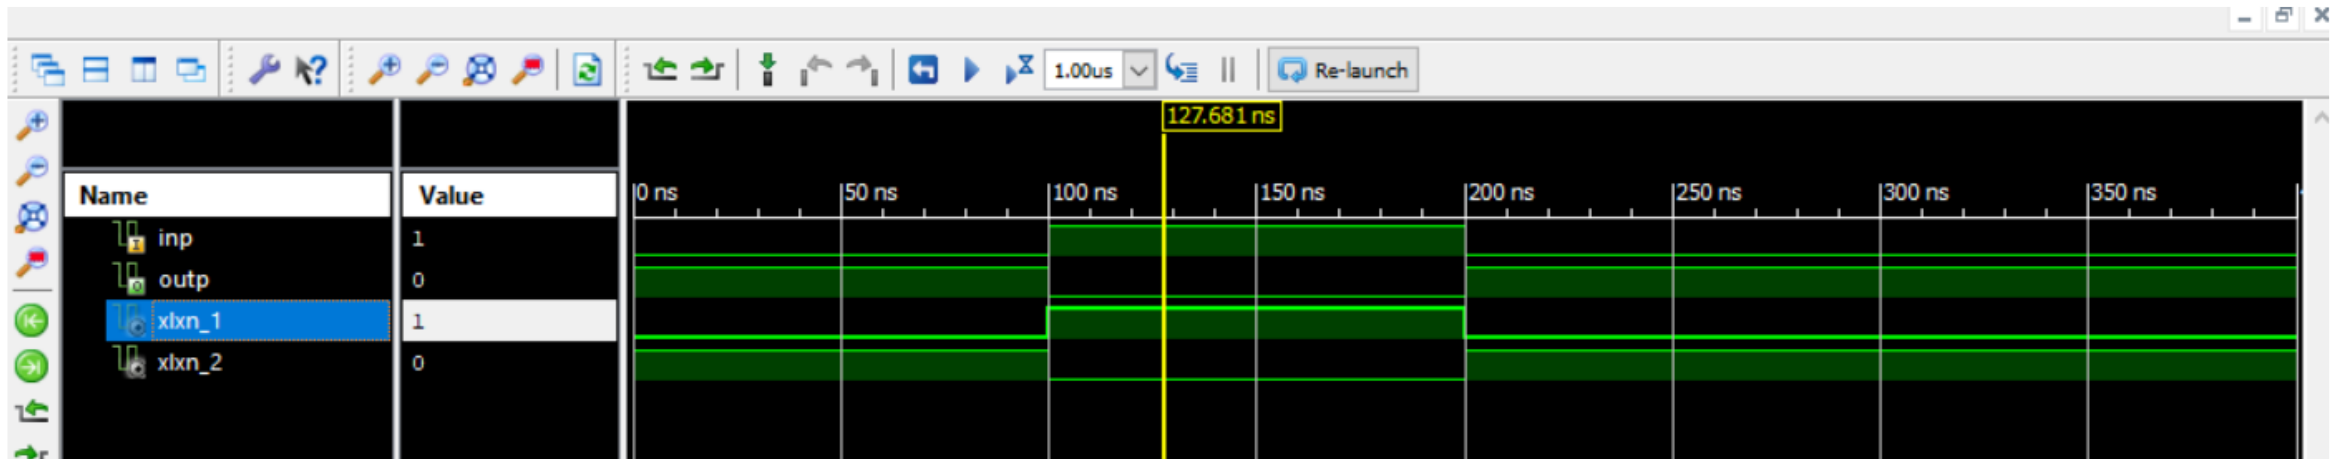 1.00us Re-launch
127.681 ns
Name Value 0 ns 50 ns 100 ns 150 ns 200 ns 250 ns 300 ns 350 ns
inp 1
outp 0
xlxn_1 1
xlxn_2 0